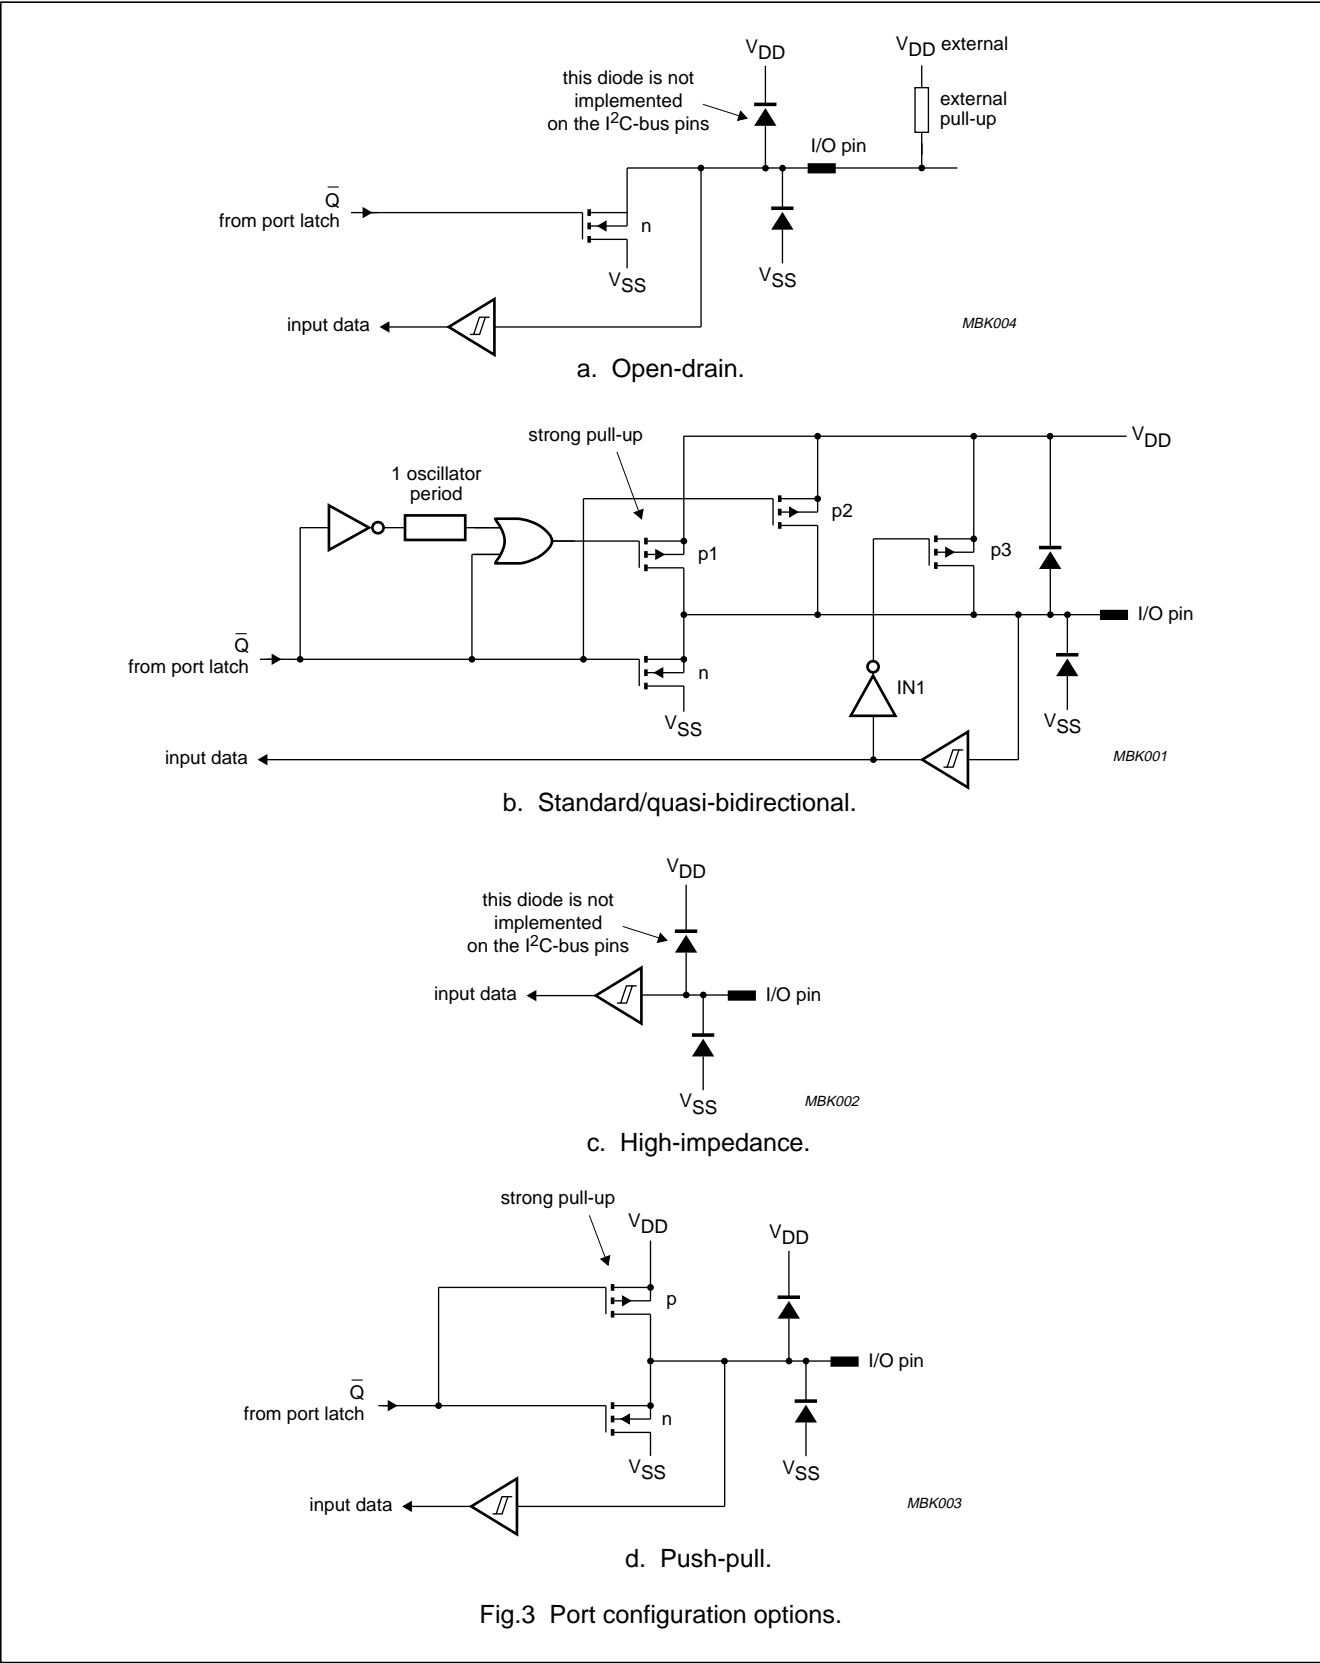 V_DD
V_DD external
this diode is not
implemented
on the I²C-bus pins
external
pull-up
I/O pin
Q̅
from port latch
n
V_SS
V_SS
input data
MBK004
a. Open-drain.
strong pull-up
V_DD
1 oscillator
period
p2
p1
p3
I/O pin
Q̅
from port latch
n
IN1
V_SS
V_SS
input data
MBK001
b. Standard/quasi-bidirectional.
V_DD
this diode is not
implemented
on the I²C-bus pins
input data
I/O pin
V_SS
MBK002
c. High-impedance.
strong pull-up
V_DD
V_DD
p
I/O pin
Q̅
from port latch
n
V_SS
V_SS
input data
MBK003
d. Push-pull.
Fig.3 Port configuration options.